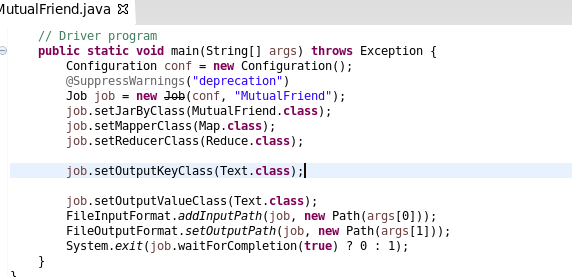 MutualFriend.java
// Driver program
public static void main(String[] args) throws Exception {
Configuration conf = new Configuration();
@SuppressWarnings("deprecation")
Job job = new Job(conf, "MutualFriend");
job.setJarByClass(MutualFriend.class);
job.setMapperClass(Map.class);
job.setReducerClass(Reduce.class);
job.setOutputKeyClass(Text.class);
job.setOutputValueClass(Text.class);
FileInputFormat.addInputPath(job, new Path(args[0]));
FileOutputFormat.setOutputPath(job, new Path(args[1]));
System.exit(job.waitForCompletion(true) ? 0 : 1);
}
}